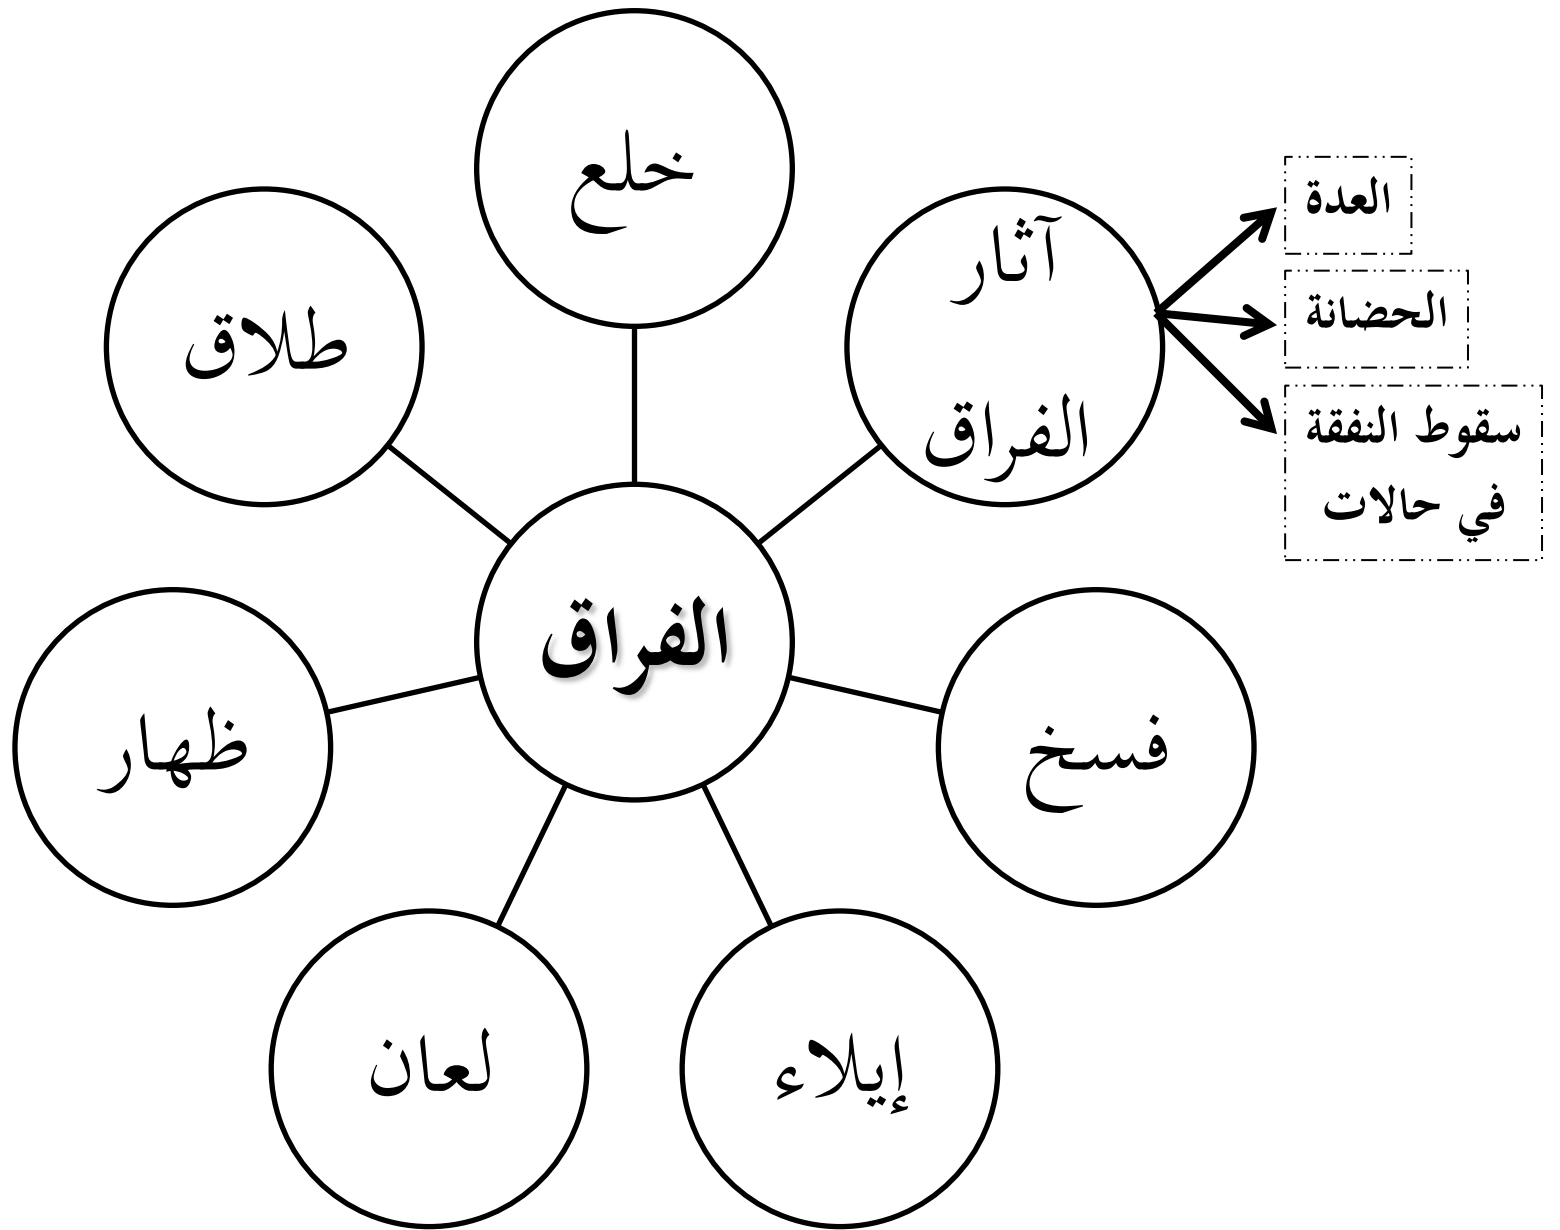 خلع
طلاق
آثار
الفراق
العدة
الحضانة
سقوط النفقة
في حالات
الفراق
ظهار
فسخ
لعان
إيلاء